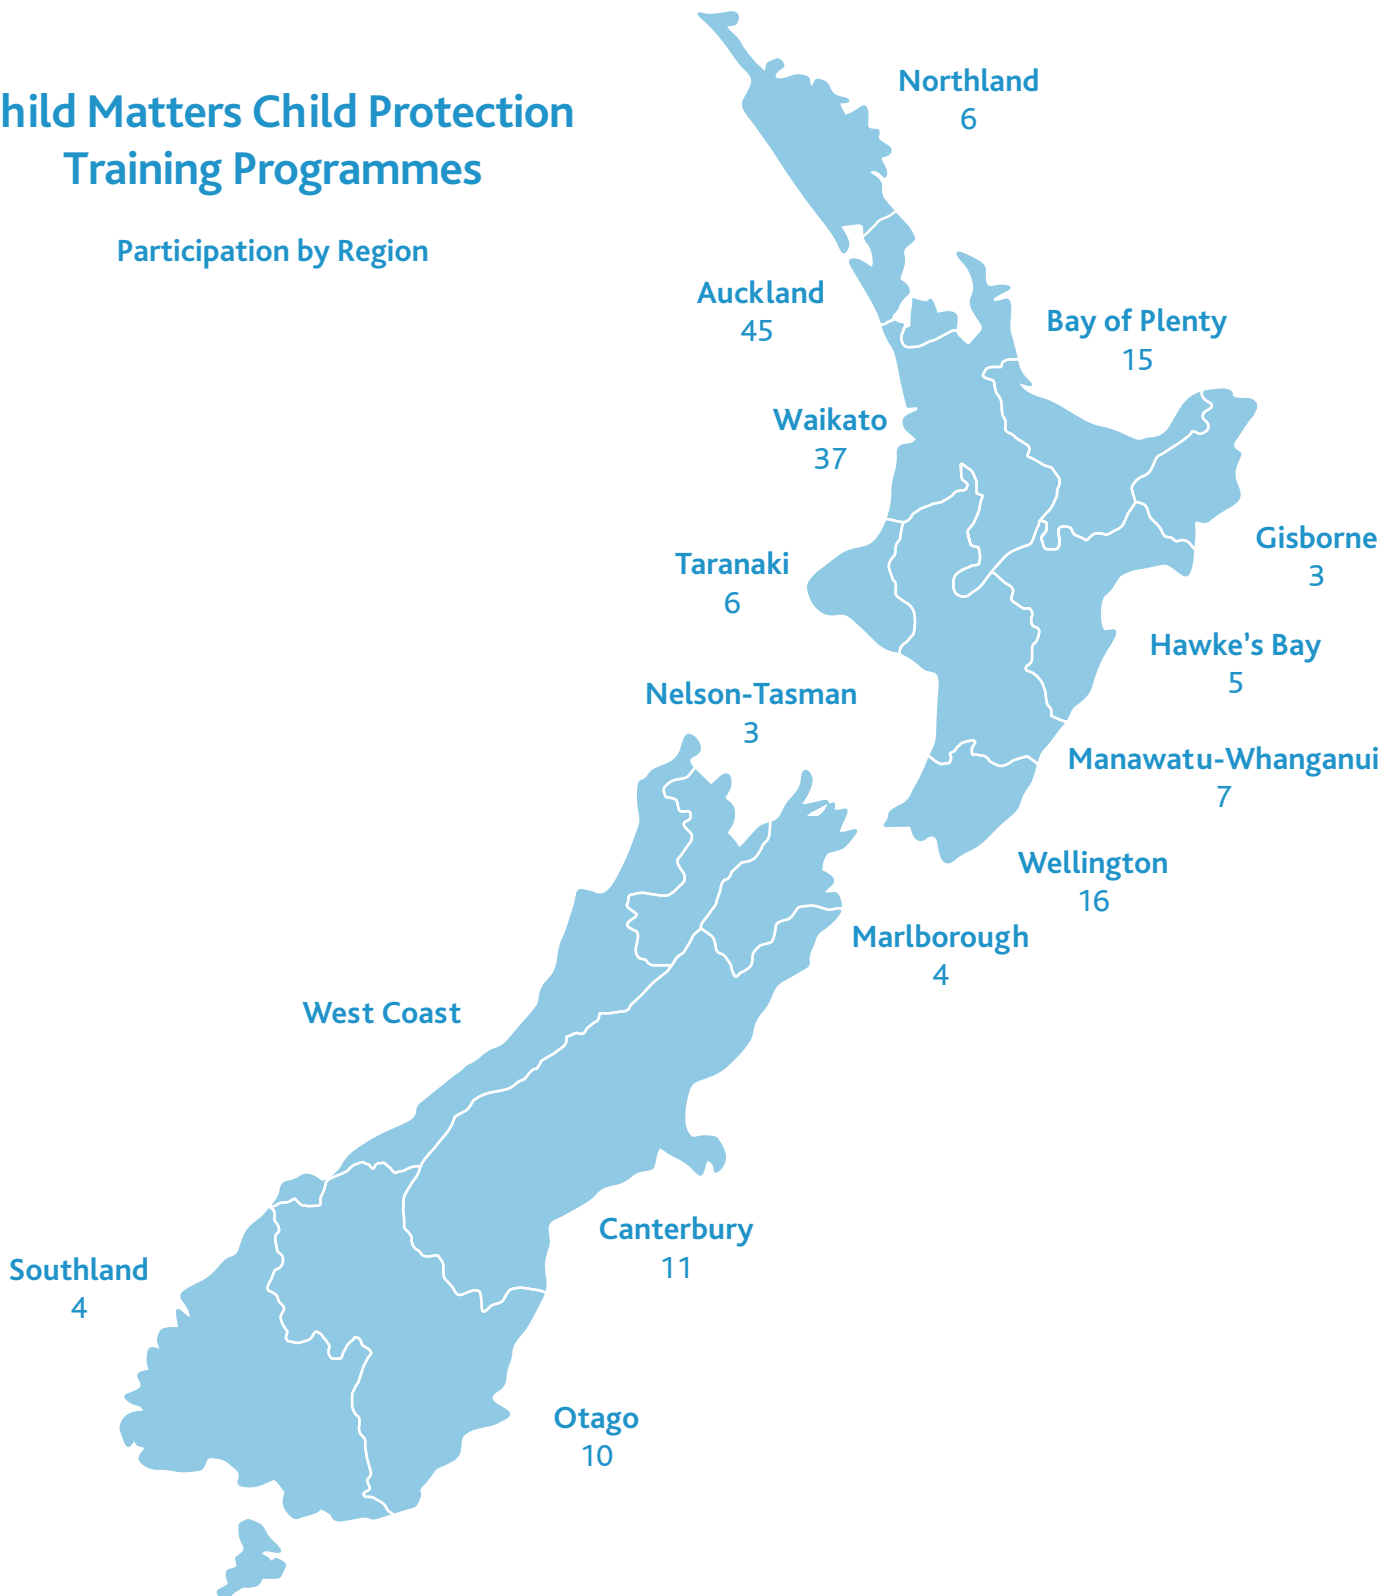 hild Matters Child Protection
Training Programmes
Participation by Region
Northland
6
Auckland
45
Bay of Plenty
15
Waikato
37
Gisborne
3
Taranaki
6
Hawke's Bay
5
Nelson-Tasman
3
Manawatu-Whanganui
7
Wellington
16
Marlborough
4
West Coast
Canterbury
11
Southland
4
Otago
10